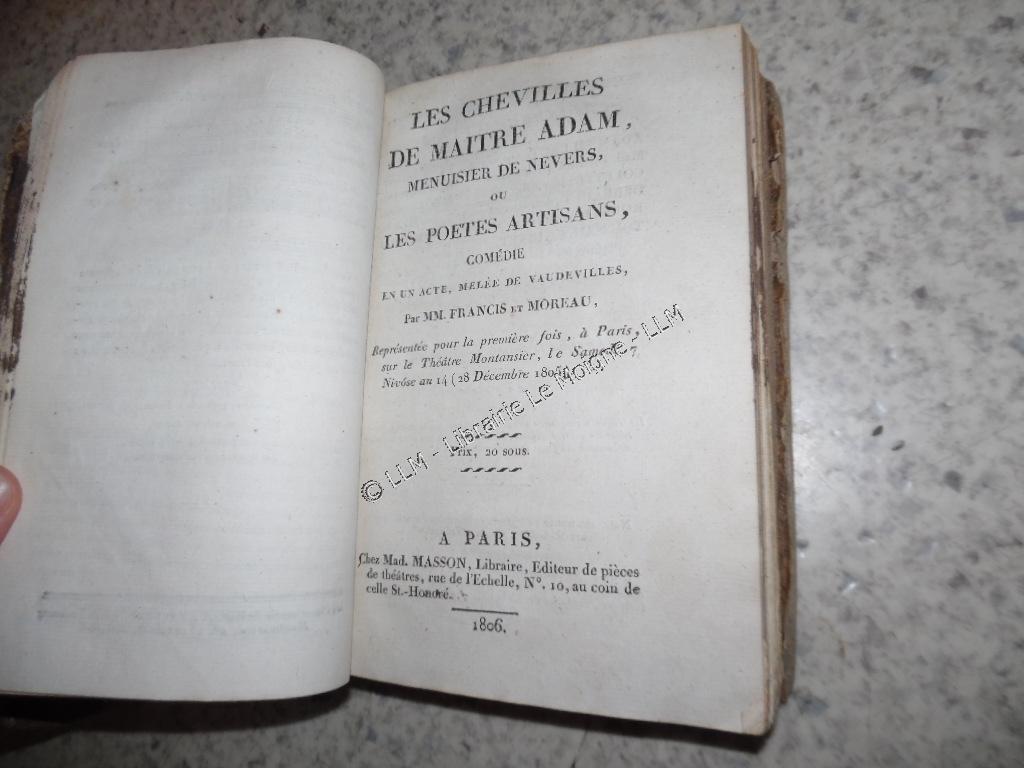 LES CHEVILLES
DE MAITRE ADAM,
MENUISIER DE NEVERS,
OU
LES POETES ARTISANS,
COMÉDIE
EN UN ACTE, MELÉE DE VAUDEVILLES,
Par MM. FRANCIS ET MOREAU,
Représentée pour la première fois, à Paris,
sur le Théâtre Montansier, le Samedi 7
Nivôse an 14 (28 Décembre
Prix, 20 sous.
A PARIS,
Chez Mad. MASSON, Libraire, Editeur de pièces
de théâtres, rue de l'Echelle, N°. 10, au coin de
celle St.-Honoré.
1806.
© LLM - Librairie Le Moigne - LLM